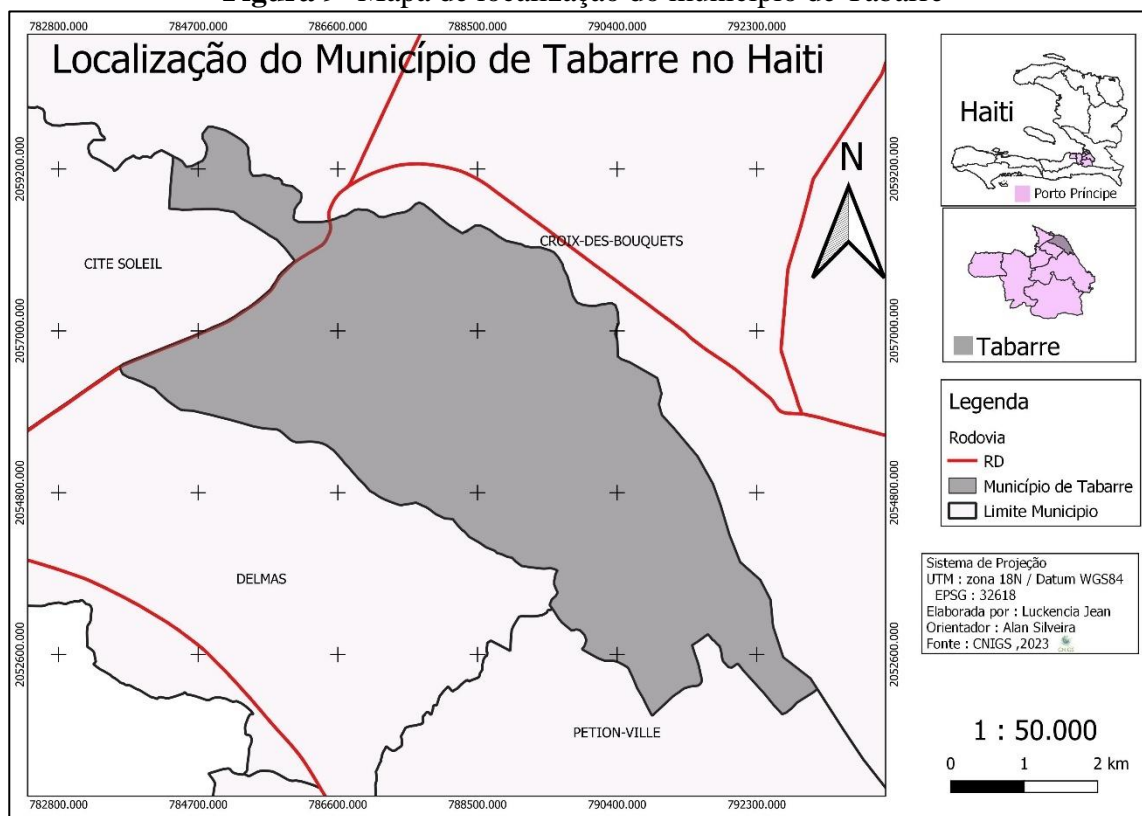 Figura 9 - Mapa de localização do município de Tabarre
782800.000 784700.000 786600.000 788500.000 790400.000 792300.000
Localização do Município de Tabarre no Haiti
2059200.000
2057000.000
2054800.000
2052600.000
N
CROIX-DES-BOUQUETS
CITE SOLEIL
DELMAS
PETION-VILLE
2059200.000
2057000.000
2054800.000
2052600.000
782800.000 784700.000 786600.000 788500.000 790400.000 792300.000
Haiti
Porto Príncipe
Tabarre
Legenda
Rodovia
RD
Município de Tabarre
Limite Municipio
Sistema de Projeção
UTM : zona 18N / Datum WGS84
EPSG : 32618
Elaborada por : Luckencia Jean
Orientador : Alan Silveira
Fonte : CNIGS ,2023
1 : 50.000
0 1 2 km